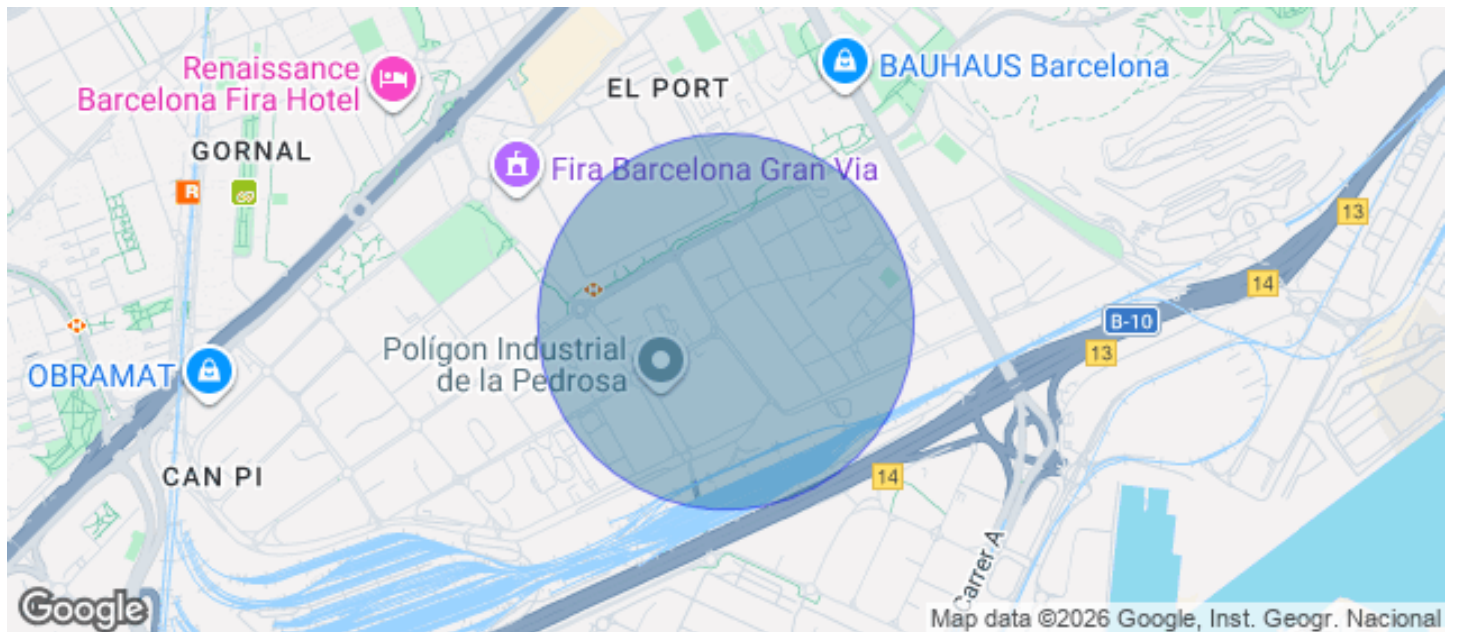 EL PORT
BAUHAUS Barcelona
Renaissance
Barcelona Fira Hotel
GORNAL
R
Fira Barcelona Gran Via
13
14
B-10
13
Polígon Industrial
de la Pedrosa
OBRAMAT
CAN PI
14
Carrer A
Google
Map data ©2026 Google, Inst. Geogr. Nacional